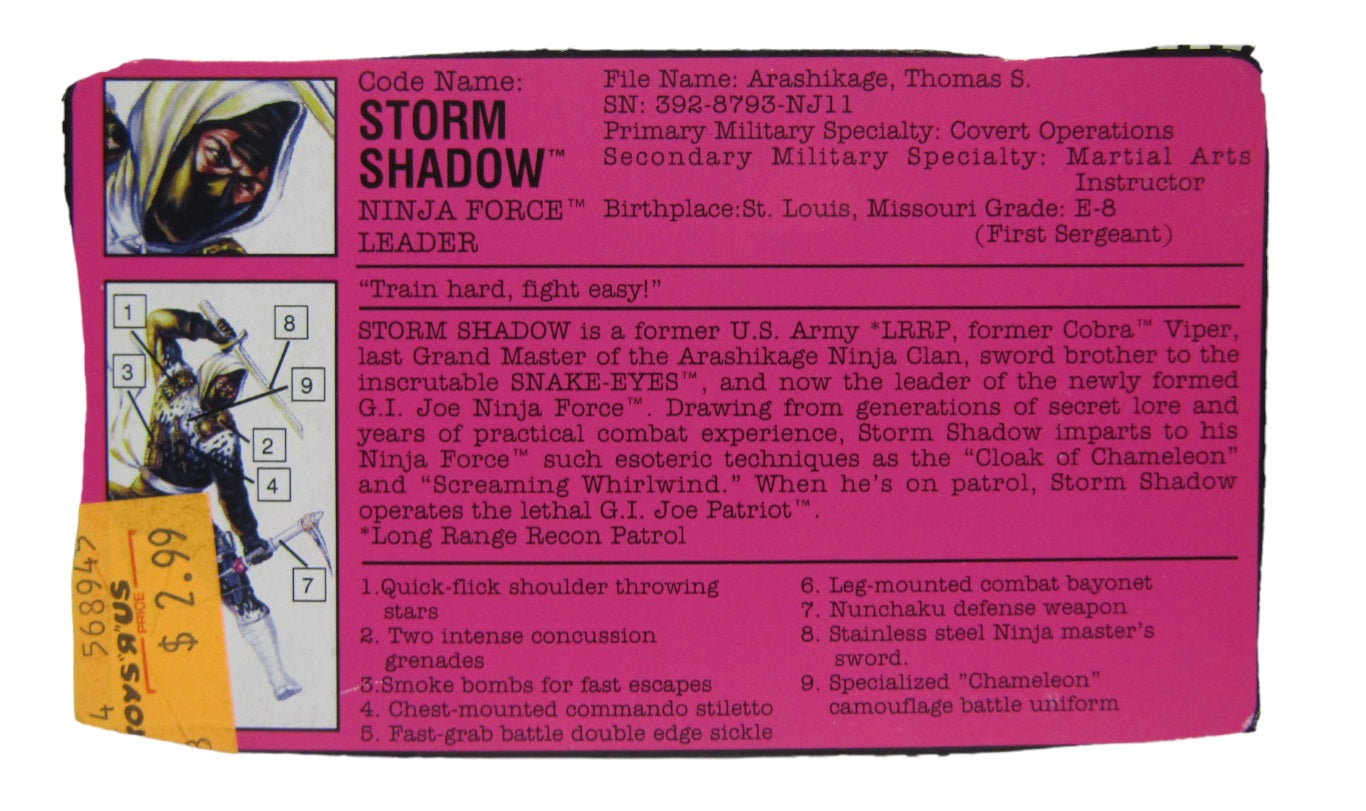 Code Name:
STORM
SHADOW™
NINJA FORCE™
LEADER
File Name: Arashikage, Thomas S.
SN: 392-8793-NJ11
Primary Military Specialty: Covert Operations
Secondary Military Specialty: Martial Arts
Instructor
Birthplace:St. Louis, Missouri Grade: E-8
(First Sergeant)
“Train hard, fight easy!”
STORM SHADOW is a former U.S. Army *LRRP, former Cobra™ Viper,
last Grand Master of the Arashikage Ninja Clan, sword brother to the
inscrutable SNAKE-EYES™, and now the leader of the newly formed
G.I. Joe Ninja Force™. Drawing from generations of secret lore and
years of practical combat experience, Storm Shadow imparts to his
Ninja Force™ such esoteric techniques as the “Cloak of Chameleon”
and “Screaming Whirlwind.” When he's on patrol, Storm Shadow
operates the lethal G.I. Joe Patriot™.
*Long Range Recon Patrol
1.Quick-flick shoulder throwing
stars
2. Two intense concussion
grenades
3.Smoke bombs for fast escapes
4. Chest-mounted commando stiletto
5. Fast-grab battle double edge sickle
6. Leg-mounted combat bayonet
7. Nunchaku defense weapon
8. Stainless steel Ninja master's
sword.
9. Specialized ”Chameleon”
camouflage battle uniform
1
3
8
9
2
4
7
4 568945
TOYS"R"US
PRICE
$ 2.99